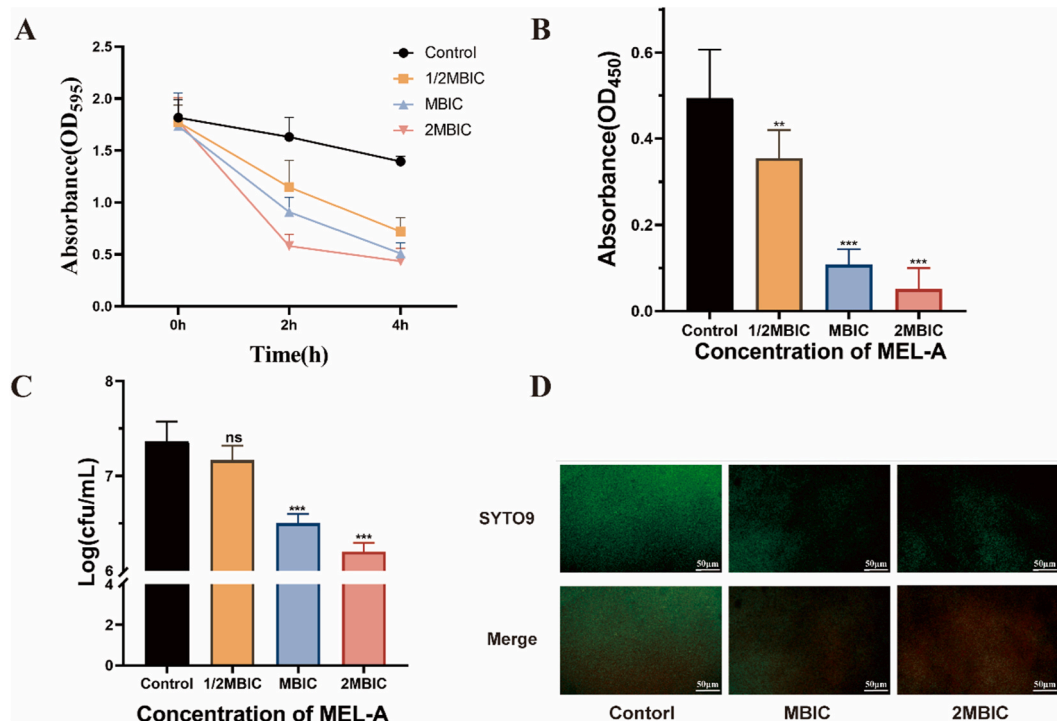 A
Absorbance(OD595)
2.5
2.0
1.5
1.0
0.5
0.0
0h
2h
4h
Time(h)
Control
1/2MBIC
MBIC
2MBIC
B
Absorbance(OD450)
0.6
0.4
0.2
0.0
**
***
***
Control
1/2MBIC
MBIC
2MBIC
Concentration of MEL-A
C
Log(cfu/mL)
8
7
6
4
2
0
ns
***
***
Control
1/2MBIC
MBIC
2MBIC
Concentration of MEL-A
D
SYTO9
50μm
50μm
50μm
Merge
50μm
50μm
50μm
Contorl
MBIC
2MBIC